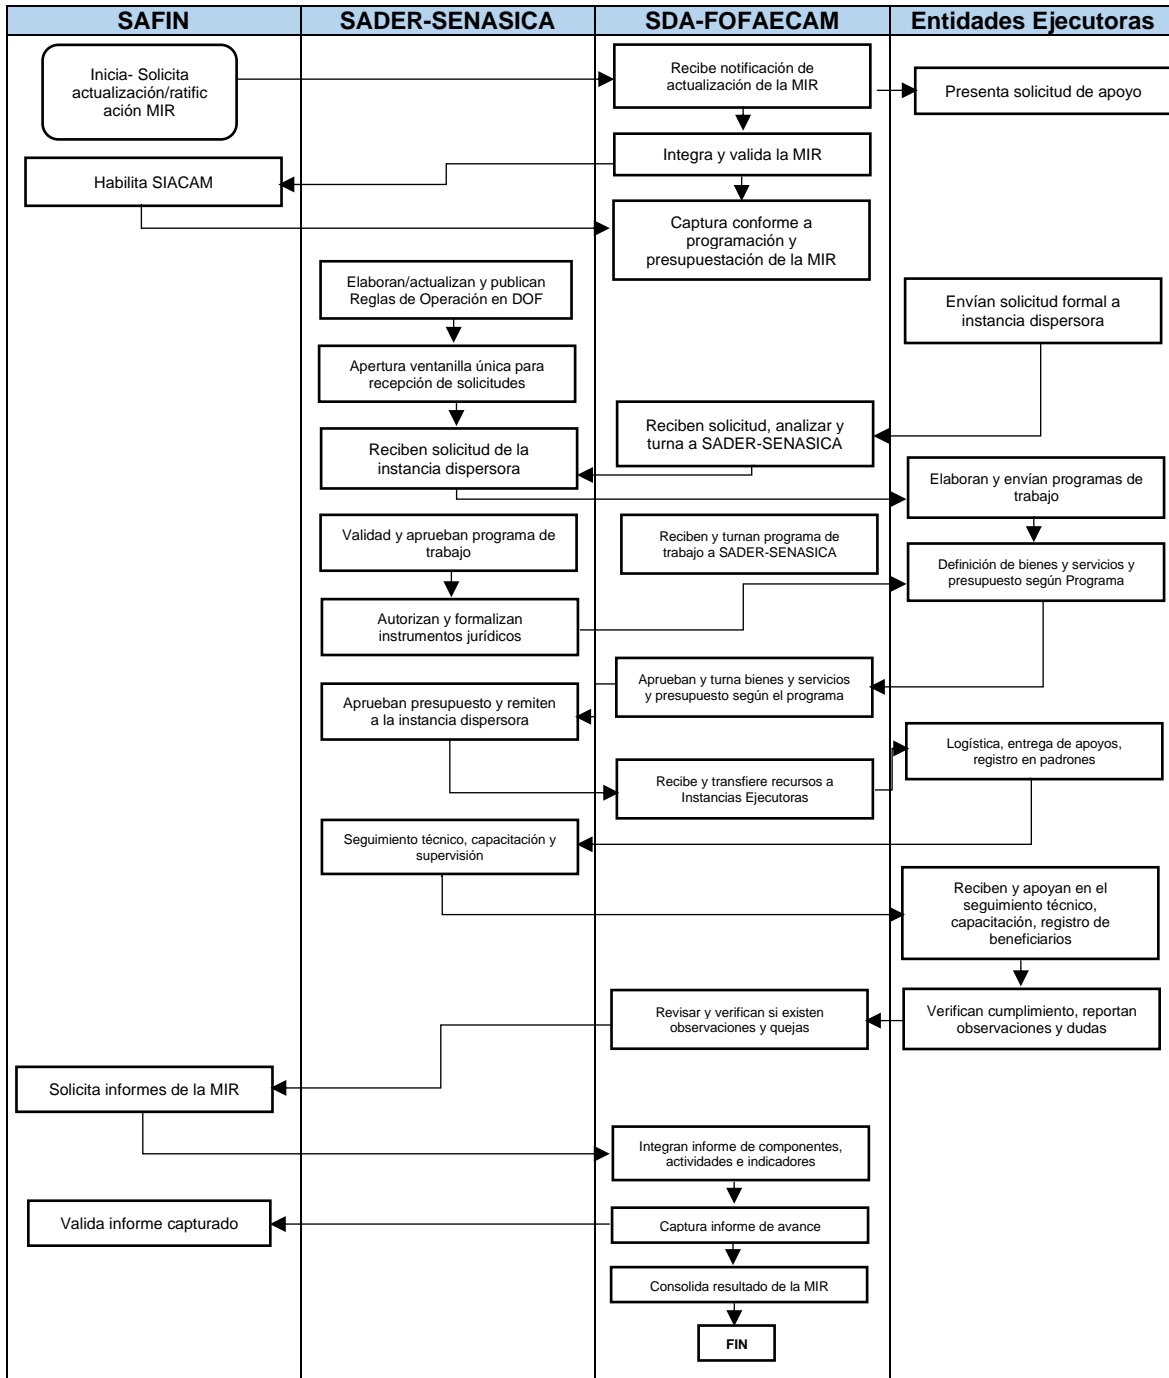 SAFIN
SADER-SENASICA
SDA-FOFAECAM
Entidades Ejecutoras
Inicia- Solicita
actualización/ratific
ación MIR
Recibe notificación de
actualización de la MIR
Presenta solicitud de apoyo
Integra y valida la MIR
Habilita SIACAM
Captura conforme a
programación y
presupuestación de la MIR
Elaboran/actualizan y publican
Reglas de Operación en DOF
Envían solicitud formal a
instancia dispersora
Apertura ventanilla única para
recepción de solicitudes
Reciben solicitud, analizar y
turna a SADER-SENASICA
Reciben solicitud de la
instancia dispersora
Elaboran y envían programas de
trabajo
Validad y aprueban programa de
trabajo
Reciben y turnan programa de
trabajo a SADER-SENASICA
Definición de bienes y servicios y
presupuesto según Programa
Autorizan y formalizan
instrumentos jurídicos
Aprueban y turna bienes y servicios
y presupuesto según el programa
Aprueban presupuesto y remiten
a la instancia dispersora
Logística, entrega de apoyos,
registro en padrones
Recibe y transfiere recursos a
Instancias Ejecutoras
Seguimiento técnico, capacitación y
supervisión
Reciben y apoyan en el
seguimiento técnico,
capacitación, registro de
beneficiarios
Revisar y verifican si existen
observaciones y quejas
Verifican cumplimiento, reportan
observaciones y dudas
Solicita informes de la MIR
Integran informe de componentes,
actividades e indicadores
Valida informe capturado
Captura informe de avance
Consolida resultado de la MIR
FIN